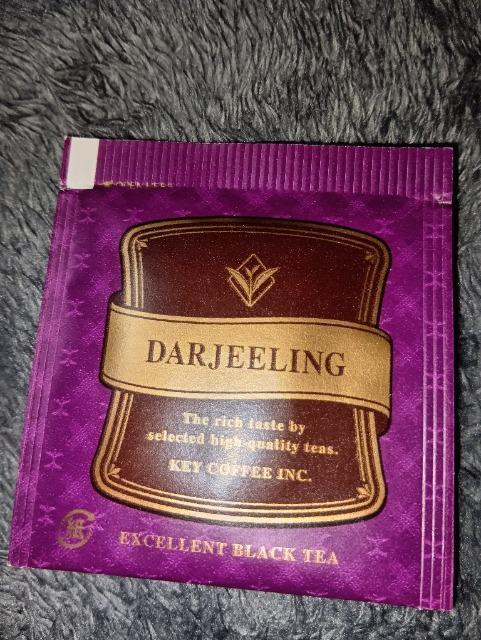 DARJEELING
The rich taste by
selected high quality teas.
KEY COFFEE INC.
EXCELLENT BLACK TEA